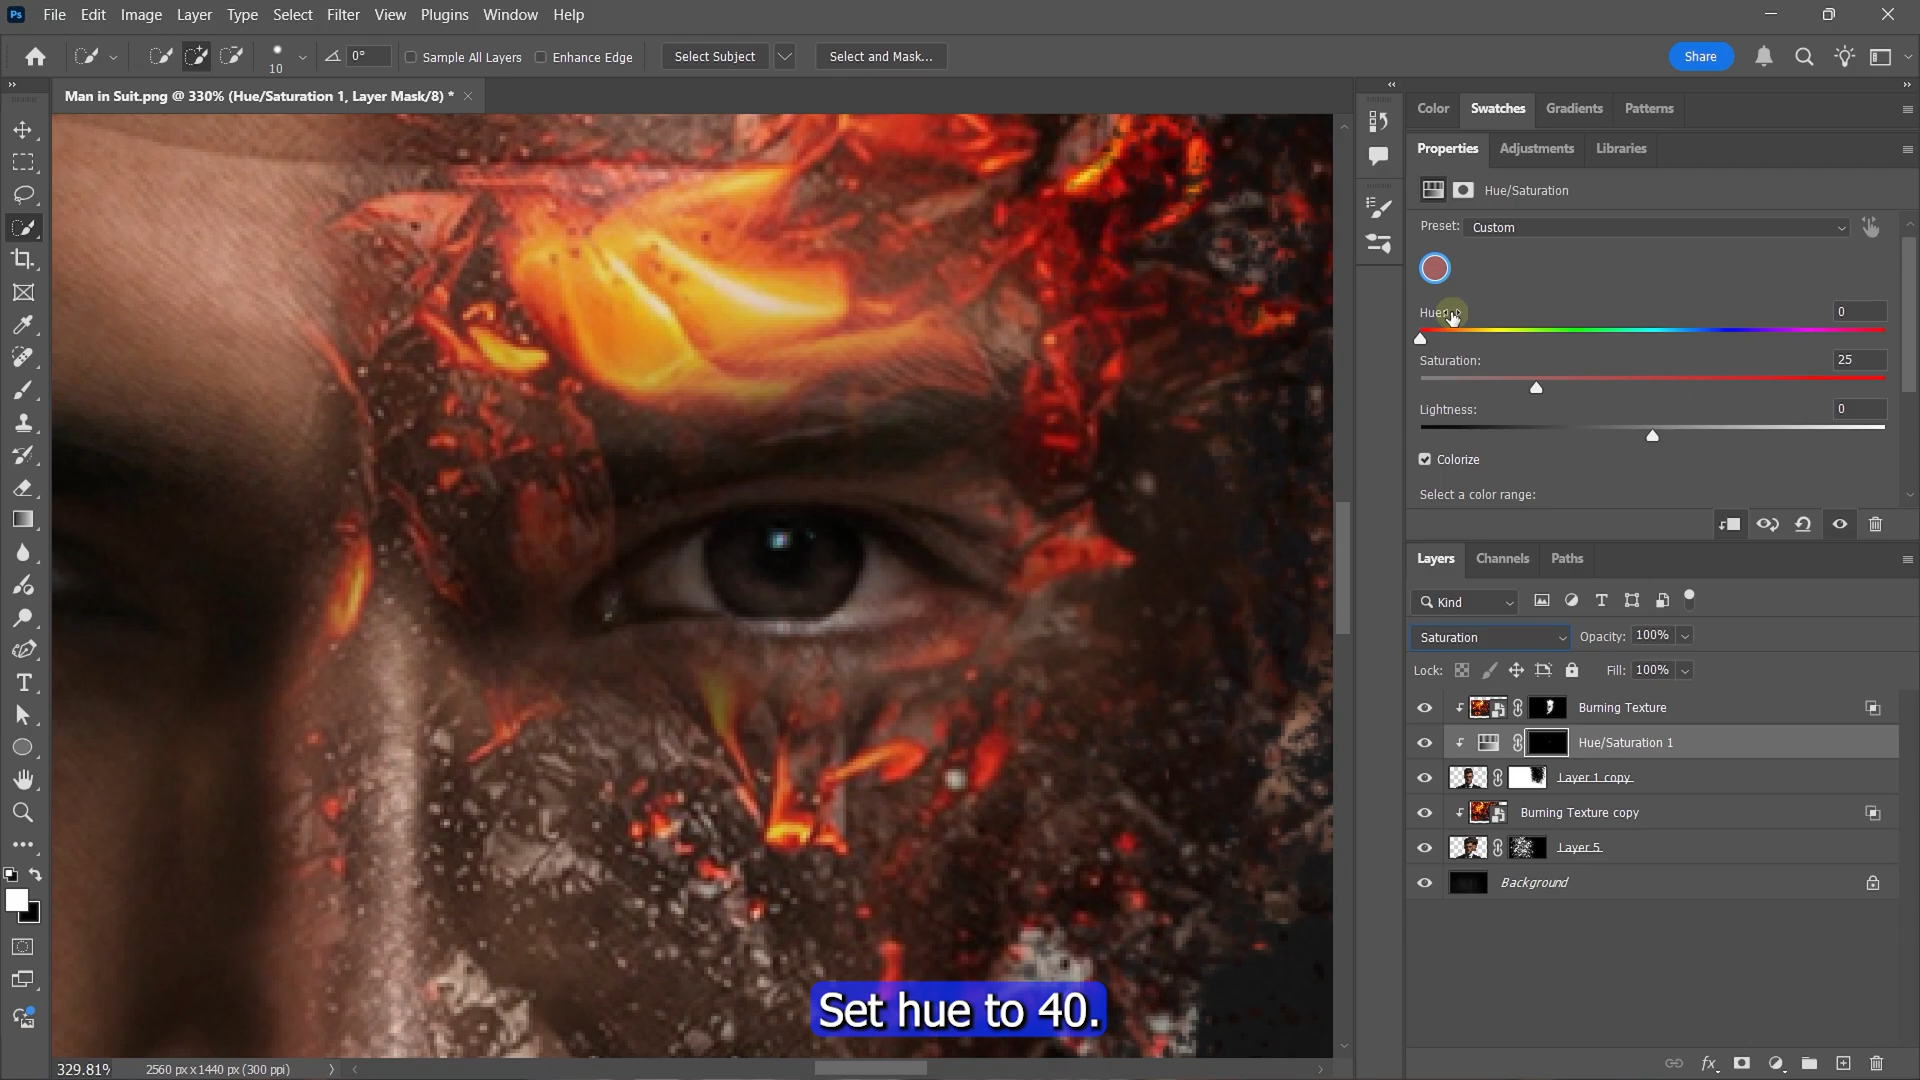 Ps File Edit Image Layer Type Select Filter View Plugins Window Help
10 0° Sample All Layers Enhance Edge Select Subject Select and Mask... Share
Man in Suit.png @ 330% (Hue/Saturation 1, Layer Mask/8) *
Color Swatches Gradients Patterns
Properties Adjustments Libraries
Hue/Saturation
Preset: Custom
Hue: 0
Saturation: 25
Lightness: 0
Colorize
Select a color range:
Layers Channels Paths
Kind
Saturation Opacity: 100%
Lock: Fill: 100%
Burning Texture
Hue/Saturation 1
Layer 1 copy
Burning Texture copy
Layer 5
Background
Set hue to 40.
329.81% 2560 px x 1440 px (300 ppi)